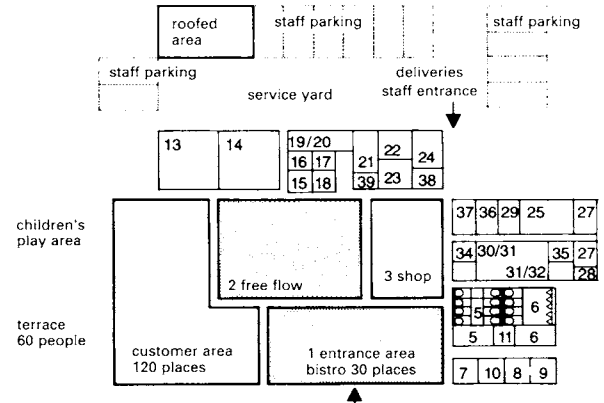 roofed
area
staff parking
staff parking
staff parking
service yard
deliveries
staff entrance
13
14
19/20
16
17
15
18
21
39
22
23
24
38
children's
play area
37
36
29
25
27
34
30/31
31/32
35
27
28
2 free flow
3 shop
5
6
5
11
6
terrace
60 people
customer area
120 places
1 entrance area
bistro 30 places
7
10
8
9